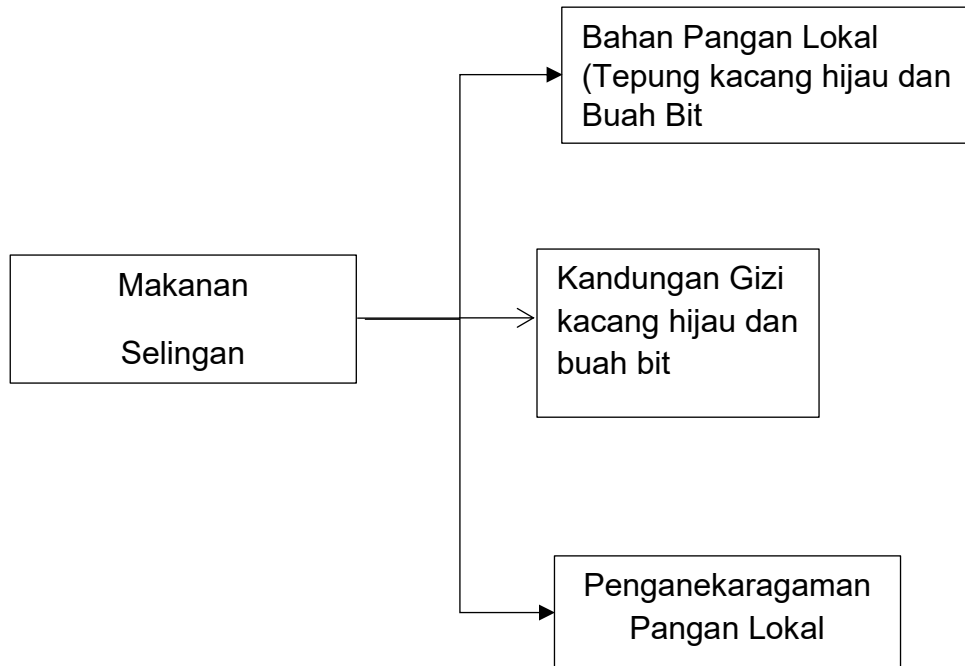 Bahan Pangan Lokal
(Tepung kacang hijau dan
Buah Bit
Makanan
Selingan
Kandungan Gizi
kacang hijau dan
buah bit
Penganekaragaman
Pangan Lokal